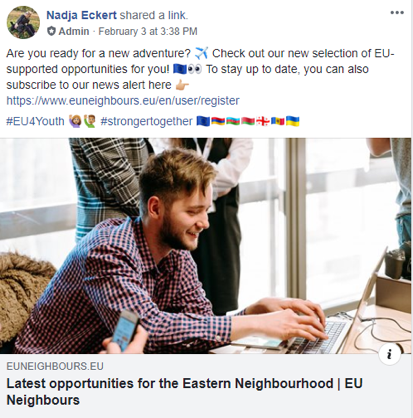 Nadja Eckert shared a link.
Admin · February 3 at 3:38 PM
Are you ready for a new adventure? ✈️ Check out our new selection of EU-
supported opportunities for you! 🇪🇺👀 To stay up to date, you can also
subscribe to our news alert here 👉🏼
https://www.euneighbours.eu/en/user/register
#EU4Youth 🙋🏼‍♀️🙋‍♂️ #strongertogether 🇪🇺🇦🇲🇦🇿🇧🇾🇬🇪🇲🇩🇺🇦
EUNEIGHBOURS.EU
Latest opportunities for the Eastern Neighbourhood | EU
Neighbours